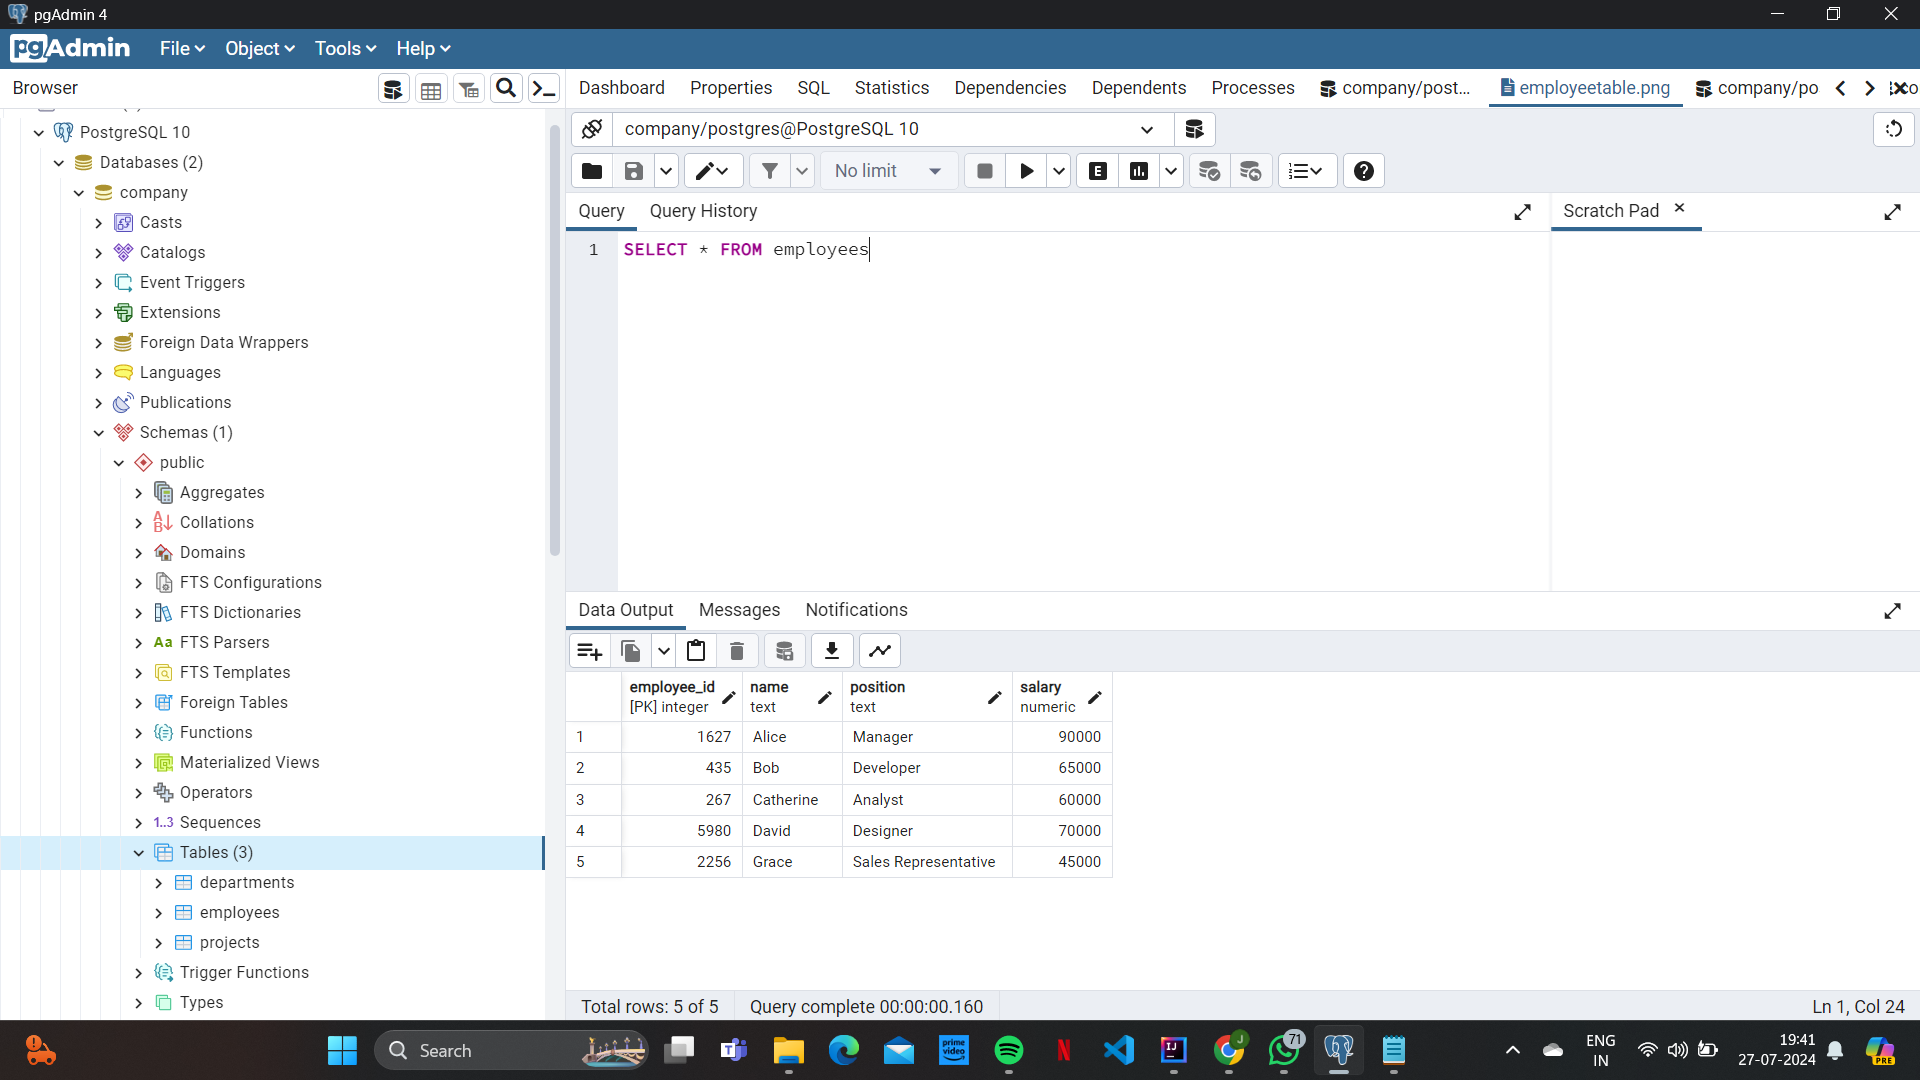 pgAdmin 4
pgAdmin File Object Tools Help
Browser
Dashboard Properties SQL Statistics Dependencies Dependents Processes company/post... employeetable.png company/po
PostgreSQL 10
Databases (2)
company
Casts
Catalogs
Event Triggers
Extensions
Foreign Data Wrappers
Languages
Publications
Schemas (1)
public
Aggregates
Collations
Domains
FTS Configurations
FTS Dictionaries
Aa FTS Parsers
FTS Templates
Foreign Tables
Functions
Materialized Views
Operators
1..3 Sequences
Tables (3)
departments
employees
projects
Trigger Functions
Types
company/postgres@PostgreSQL 10
No limit
E
Query Query History
Scratch Pad
1 SELECT * FROM employees
Data Output Messages Notifications
employee_id name position salary
[PK] integer text text numeric
1 1627 Alice Manager 90000
2 435 Bob Developer 65000
3 267 Catherine Analyst 60000
4 5980 David Designer 70000
5 2256 Grace Sales Representative 45000
Total rows: 5 of 5 Query complete 00:00:00.160 Ln 1, Col 24
Search
prime video
71
ENG
IN
19:41
27-07-2024
PRE